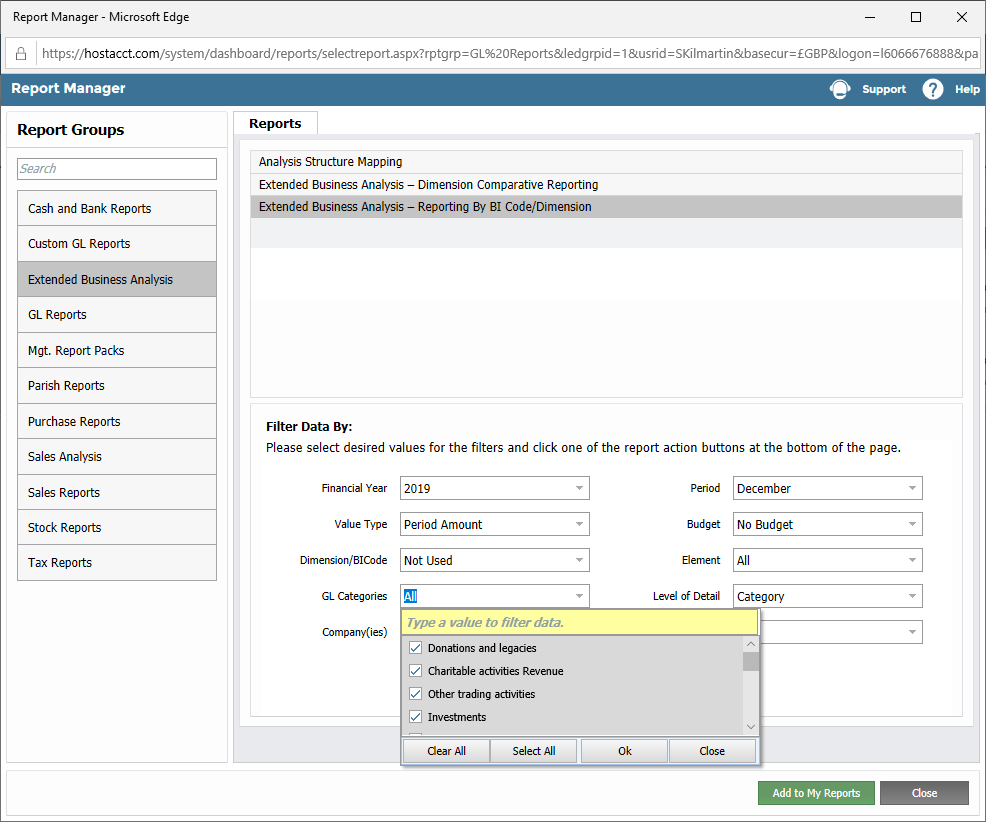 Report Manager - Microsoft Edge
https://hostacct.com/system/dashboard/reports/selectreport.aspx?rptgrp=GL%20Reports&ledgrpid=1&usrid=SKilmartin&basecur=£GBP&logon=l6066676888&pa
Report Manager
Support
Help
Report Groups
Search
Cash and Bank Reports
Custom GL Reports
Extended Business Analysis
GL Reports
Mgt. Report Packs
Parish Reports
Purchase Reports
Sales Analysis
Sales Reports
Stock Reports
Tax Reports
Reports
Analysis Structure Mapping
Extended Business Analysis – Dimension Comparative Reporting
Extended Business Analysis – Reporting By BI Code/Dimension
Filter Data By:
Please select desired values for the filters and click one of the report action buttons at the bottom of the page.
Financial Year 2019 Period December
Value Type Period Amount Budget No Budget
Dimension/BICode Not Used Element All
GL Categories All Level of Detail Category
Company(ies)
Type a value to filter data.
Donations and legacies
Charitable activities Revenue
Other trading activities
Investments
Clear All Select All Ok Close
Add to My Reports Close